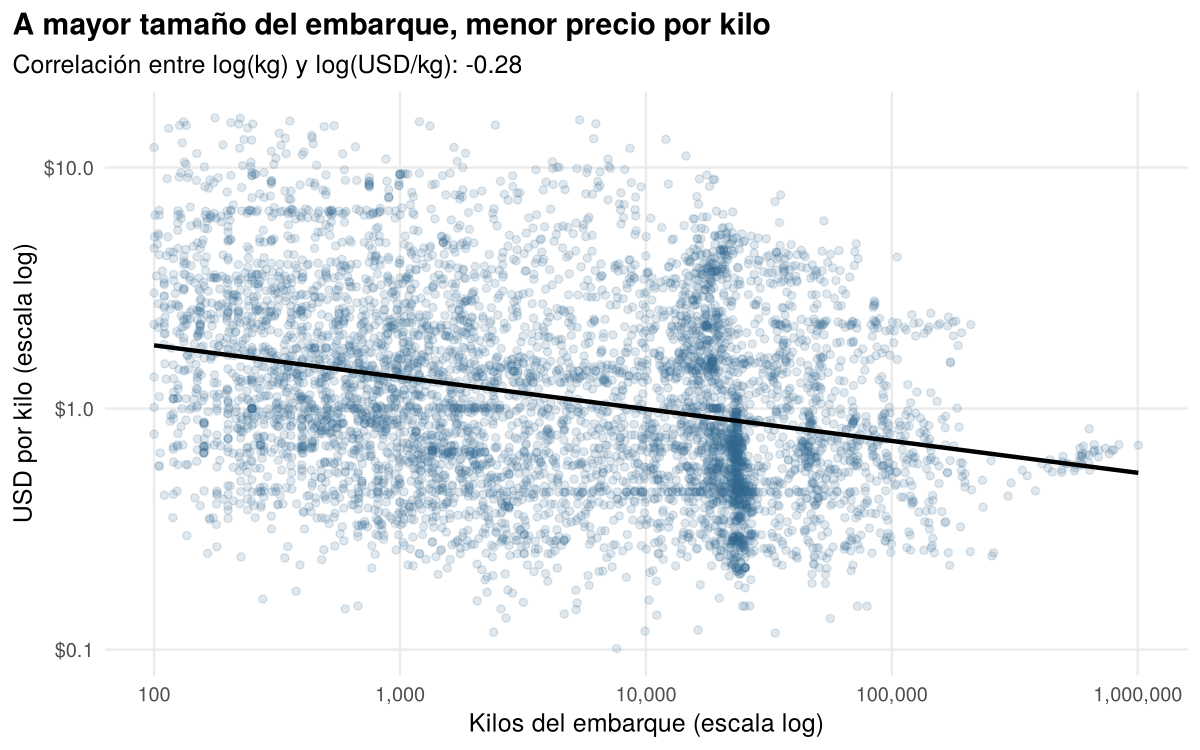 A mayor tamaño del embarque, menor precio por kilo
Correlación entre log(kg) y log(USD/kg): -0.28
USD por kilo (escala log)
$10.0
$1.0
$0.1
100
1,000
10,000
100,000
1,000,000
Kilos del embarque (escala log)